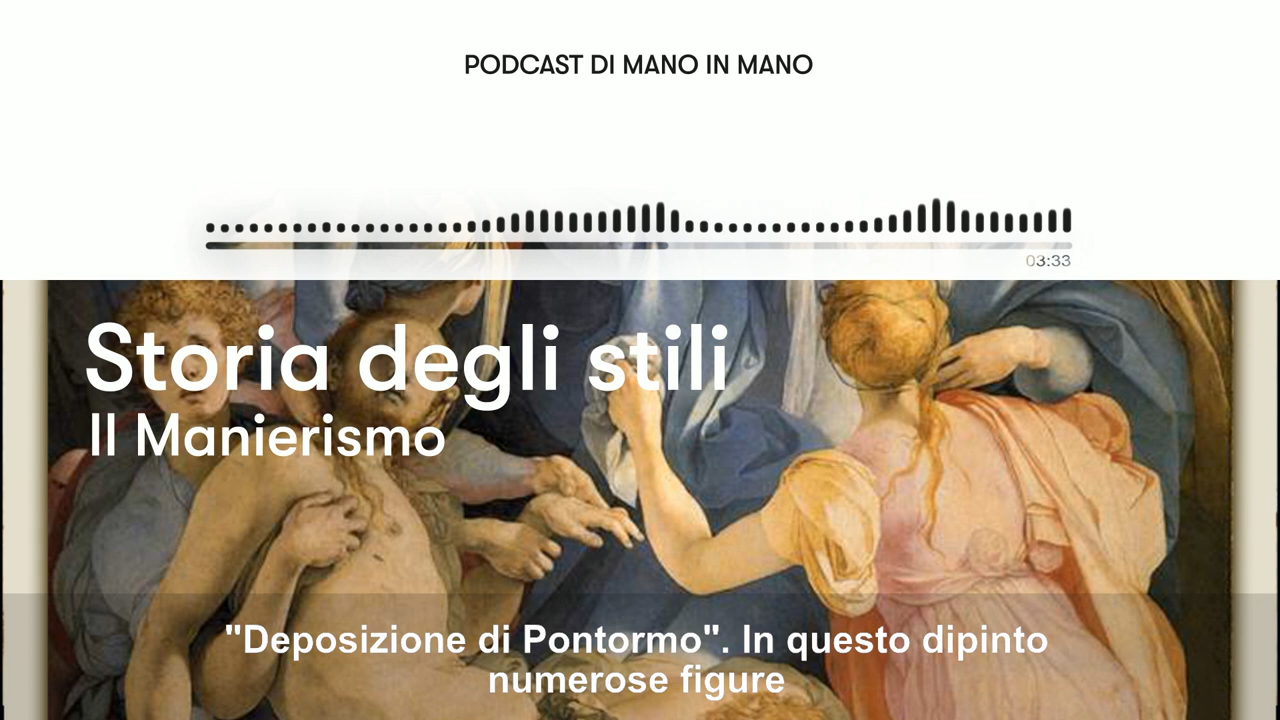 PODCAST DI MANO IN MANO
03:33
Storia degli stili
Il Manierismo
"Deposizione di Pontormo". In questo dipinto
numerose figure